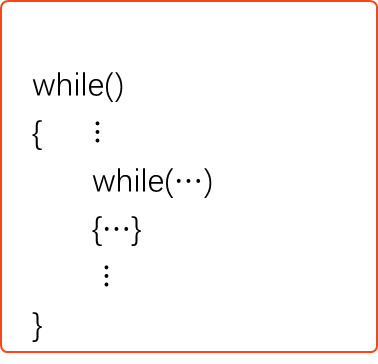 while()
{ ⋮
while(⋯)
{⋯}
⋮
}